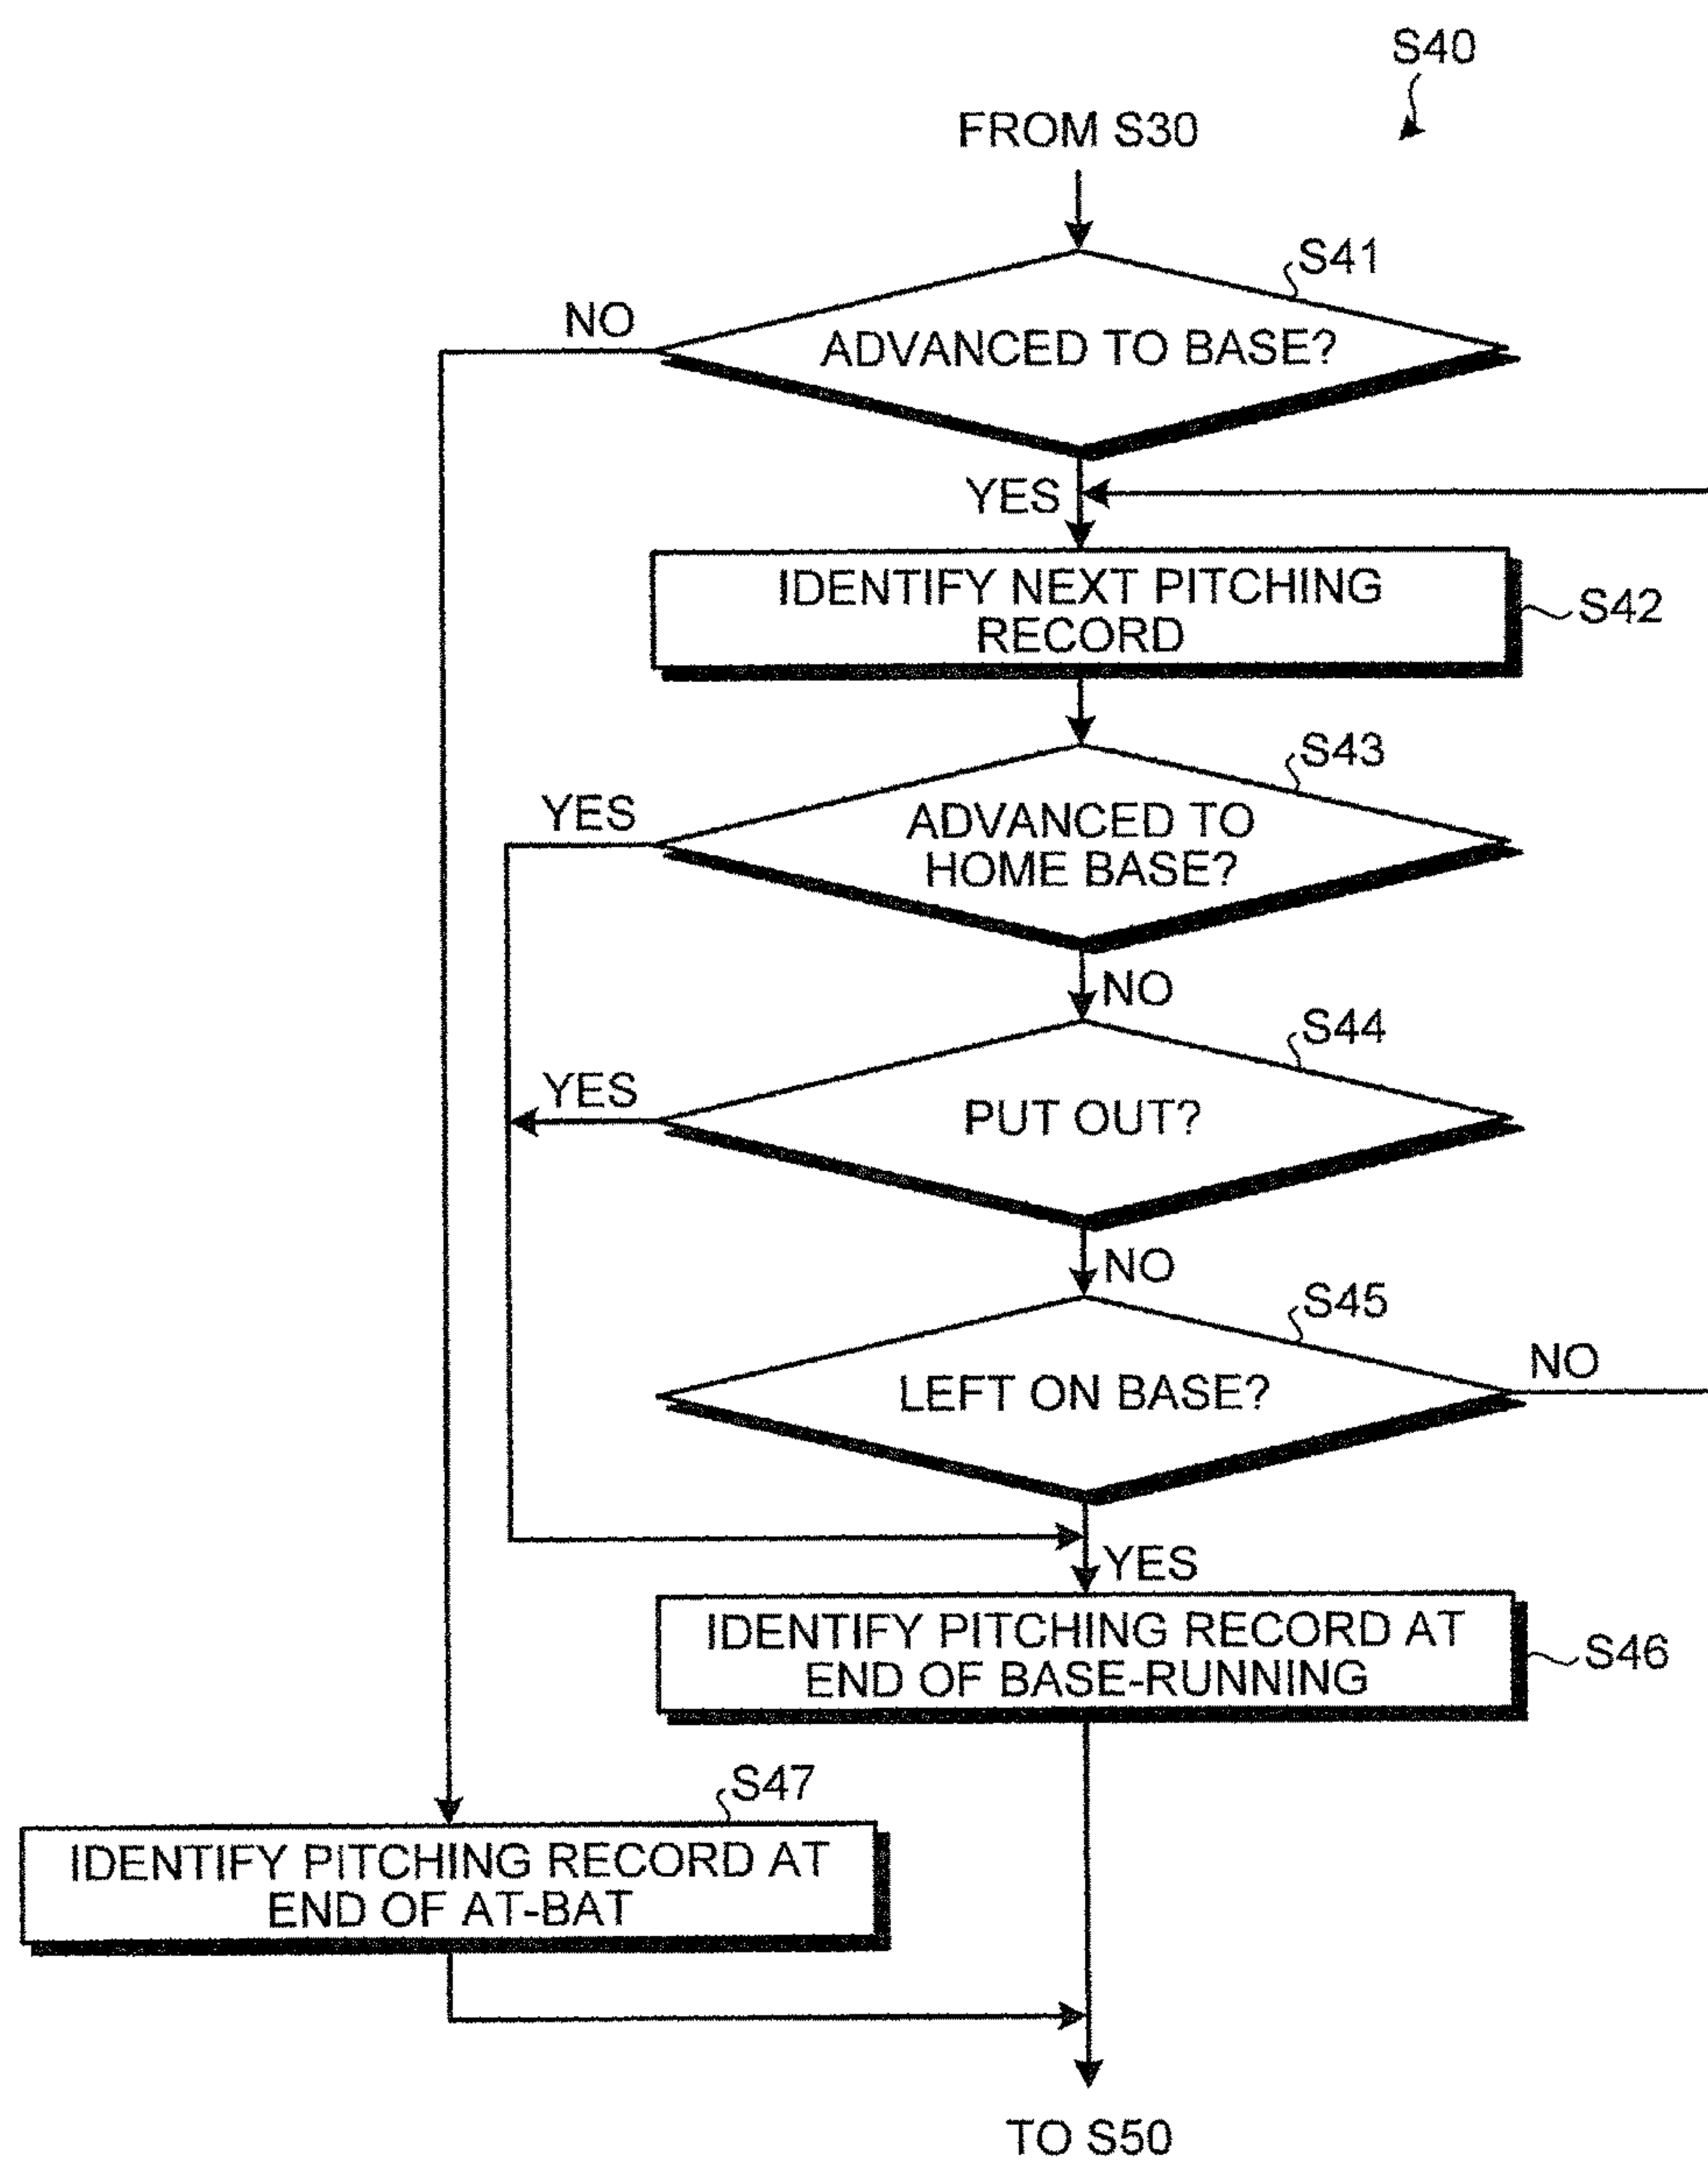 S40
FROM S30
S41
NO
ADVANCED TO BASE?
YES
IDENTIFY NEXT PITCHING
RECORD
S42
S43
YES
ADVANCED TO
HOME BASE?
NO
S44
YES
PUT OUT?
NO
S45
NO
LEFT ON BASE?
YES
IDENTIFY PITCHING RECORD AT
END OF BASE-RUNNING
S46
S47
IDENTIFY PITCHING RECORD AT
END OF AT-BAT
TO S50